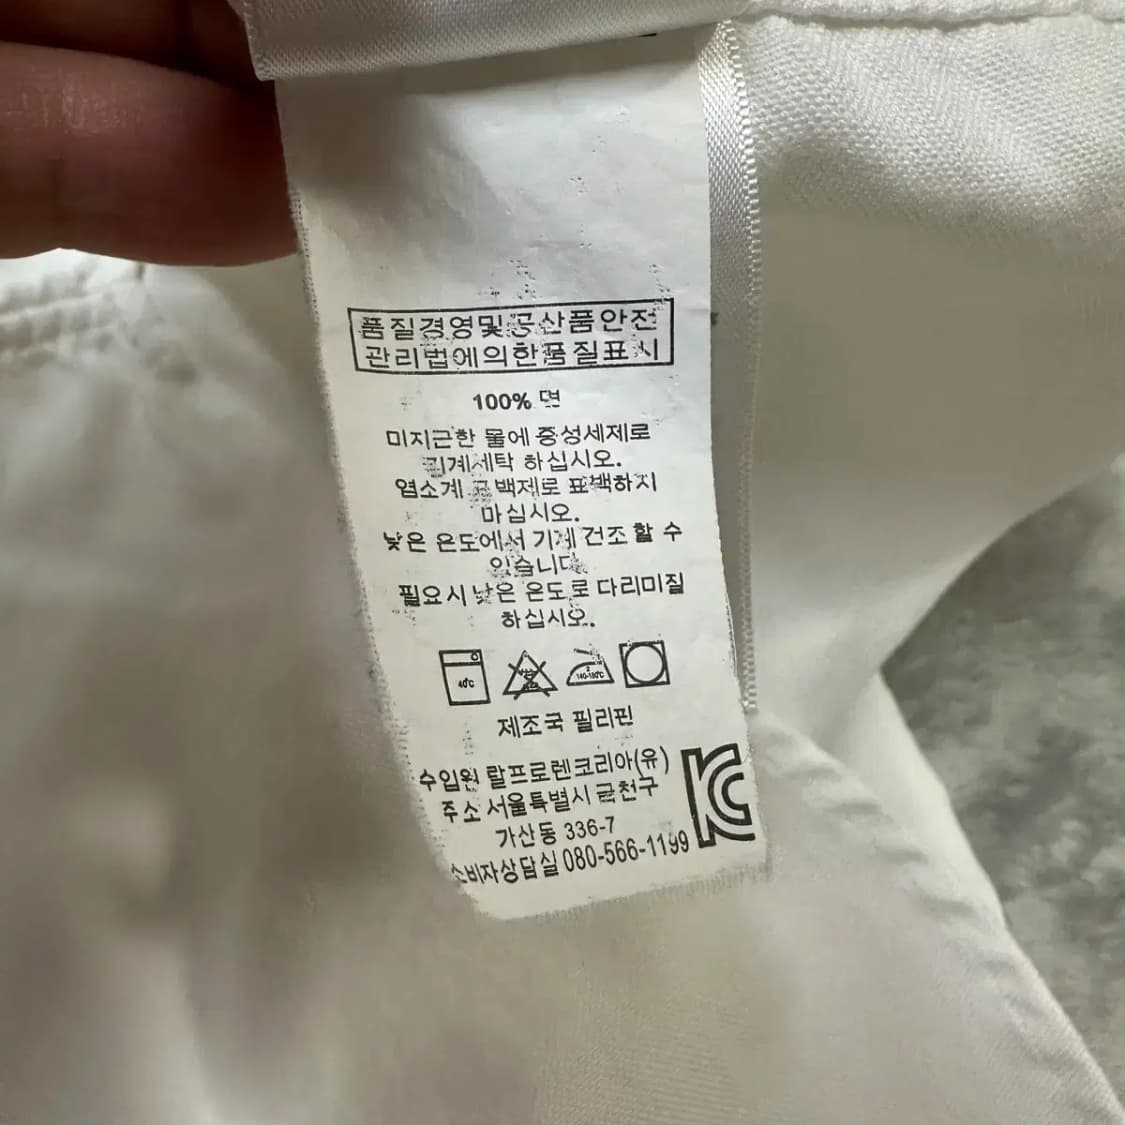 품질경영및공산품안전
관리법에의한품질표시
100% 면
미지근한 물에 중성세제로
기계세탁 하십시오.
염소계 표백제로 표백하지
마십시오.
낮은 온도에서 기계 건조 할 수
있습니다.
필요시 낮은 온도로 다리미질
하십시오.
40℃
염소
2
140-160℃
제조국 필리핀
수입원 랄프로렌코리아(유)
주소 서울특별시 금천구
가산동 336-7
소비자상담실 080-566-1199